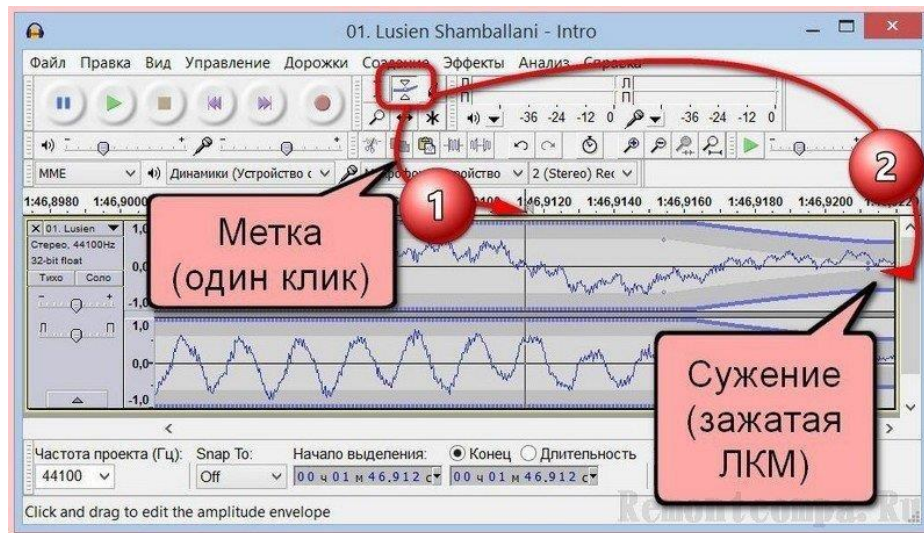 01. Lusien Shamballani - Intro
Файл Правка Вид Управление Дорожки Создание Эффекты Анализ Справка
-36 -24 -12 0 -36 -24 -12 0
MME Динамики (Устройство с 2 (Stereo) Rec
1:46,8980 1:46,9000 1:46,9120 1:46,9140 1:46,9160 1:46,9180 1:46,9200
1
2
Метка
(один клик)
X 01. Lusien
Стерео, 44100Hz
32-bit float
Тихо Соло
- +
Л П
1,0
0,0
-1,0
1,0
0,0
-1,0
Сужение
(зажатая
ЛКМ)
Частота проекта (Гц): Snap To: Начало выделения: Конец Длительность
44100 Off 00 ч 01 м 46.912 с 00 ч 01 м 46.912 с
Click and drag to edit the amplitude envelope
Remontcompa.Ru